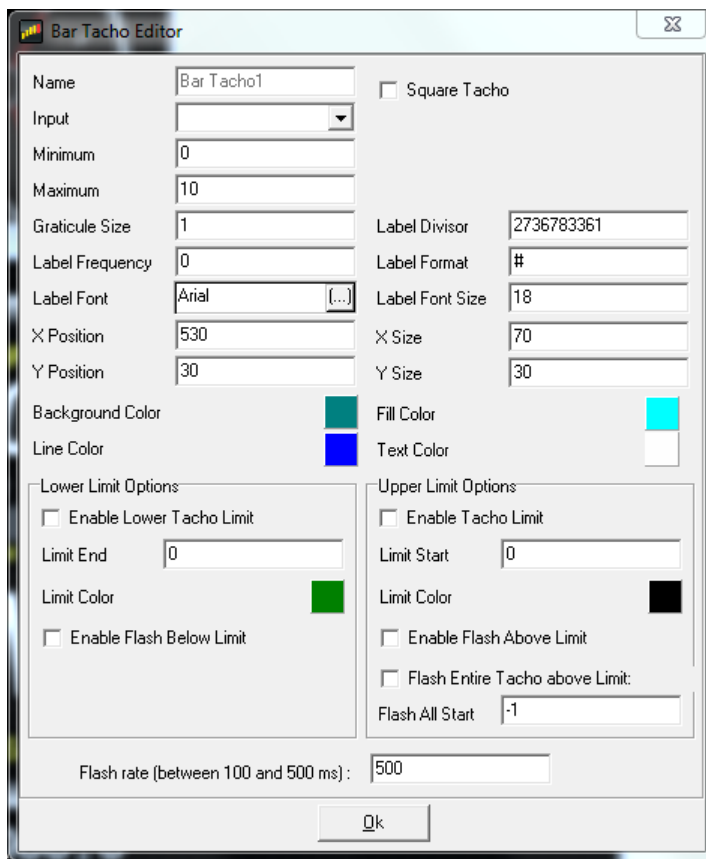 Bar Tacho Editor
Name Bar Tacho1 Square Tacho
Input
Minimum 0
Maximum 10
Graticule Size 1 Label Divisor 2736783361
Label Frequency 0 Label Format #
Label Font Arial (...) Label Font Size 18
X Position 530 X Size 70
Y Position 30 Y Size 30
Background Color Fill Color
Line Color Text Color
Lower Limit Options Upper Limit Options
Enable Lower Tacho Limit Enable Tacho Limit
Limit End 0 Limit Start 0
Limit Color Limit Color
Enable Flash Below Limit Enable Flash Above Limit
Flash Entire Tacho above Limit:
Flash All Start -1
Flash rate (between 100 and 500 ms) : 500
Ok